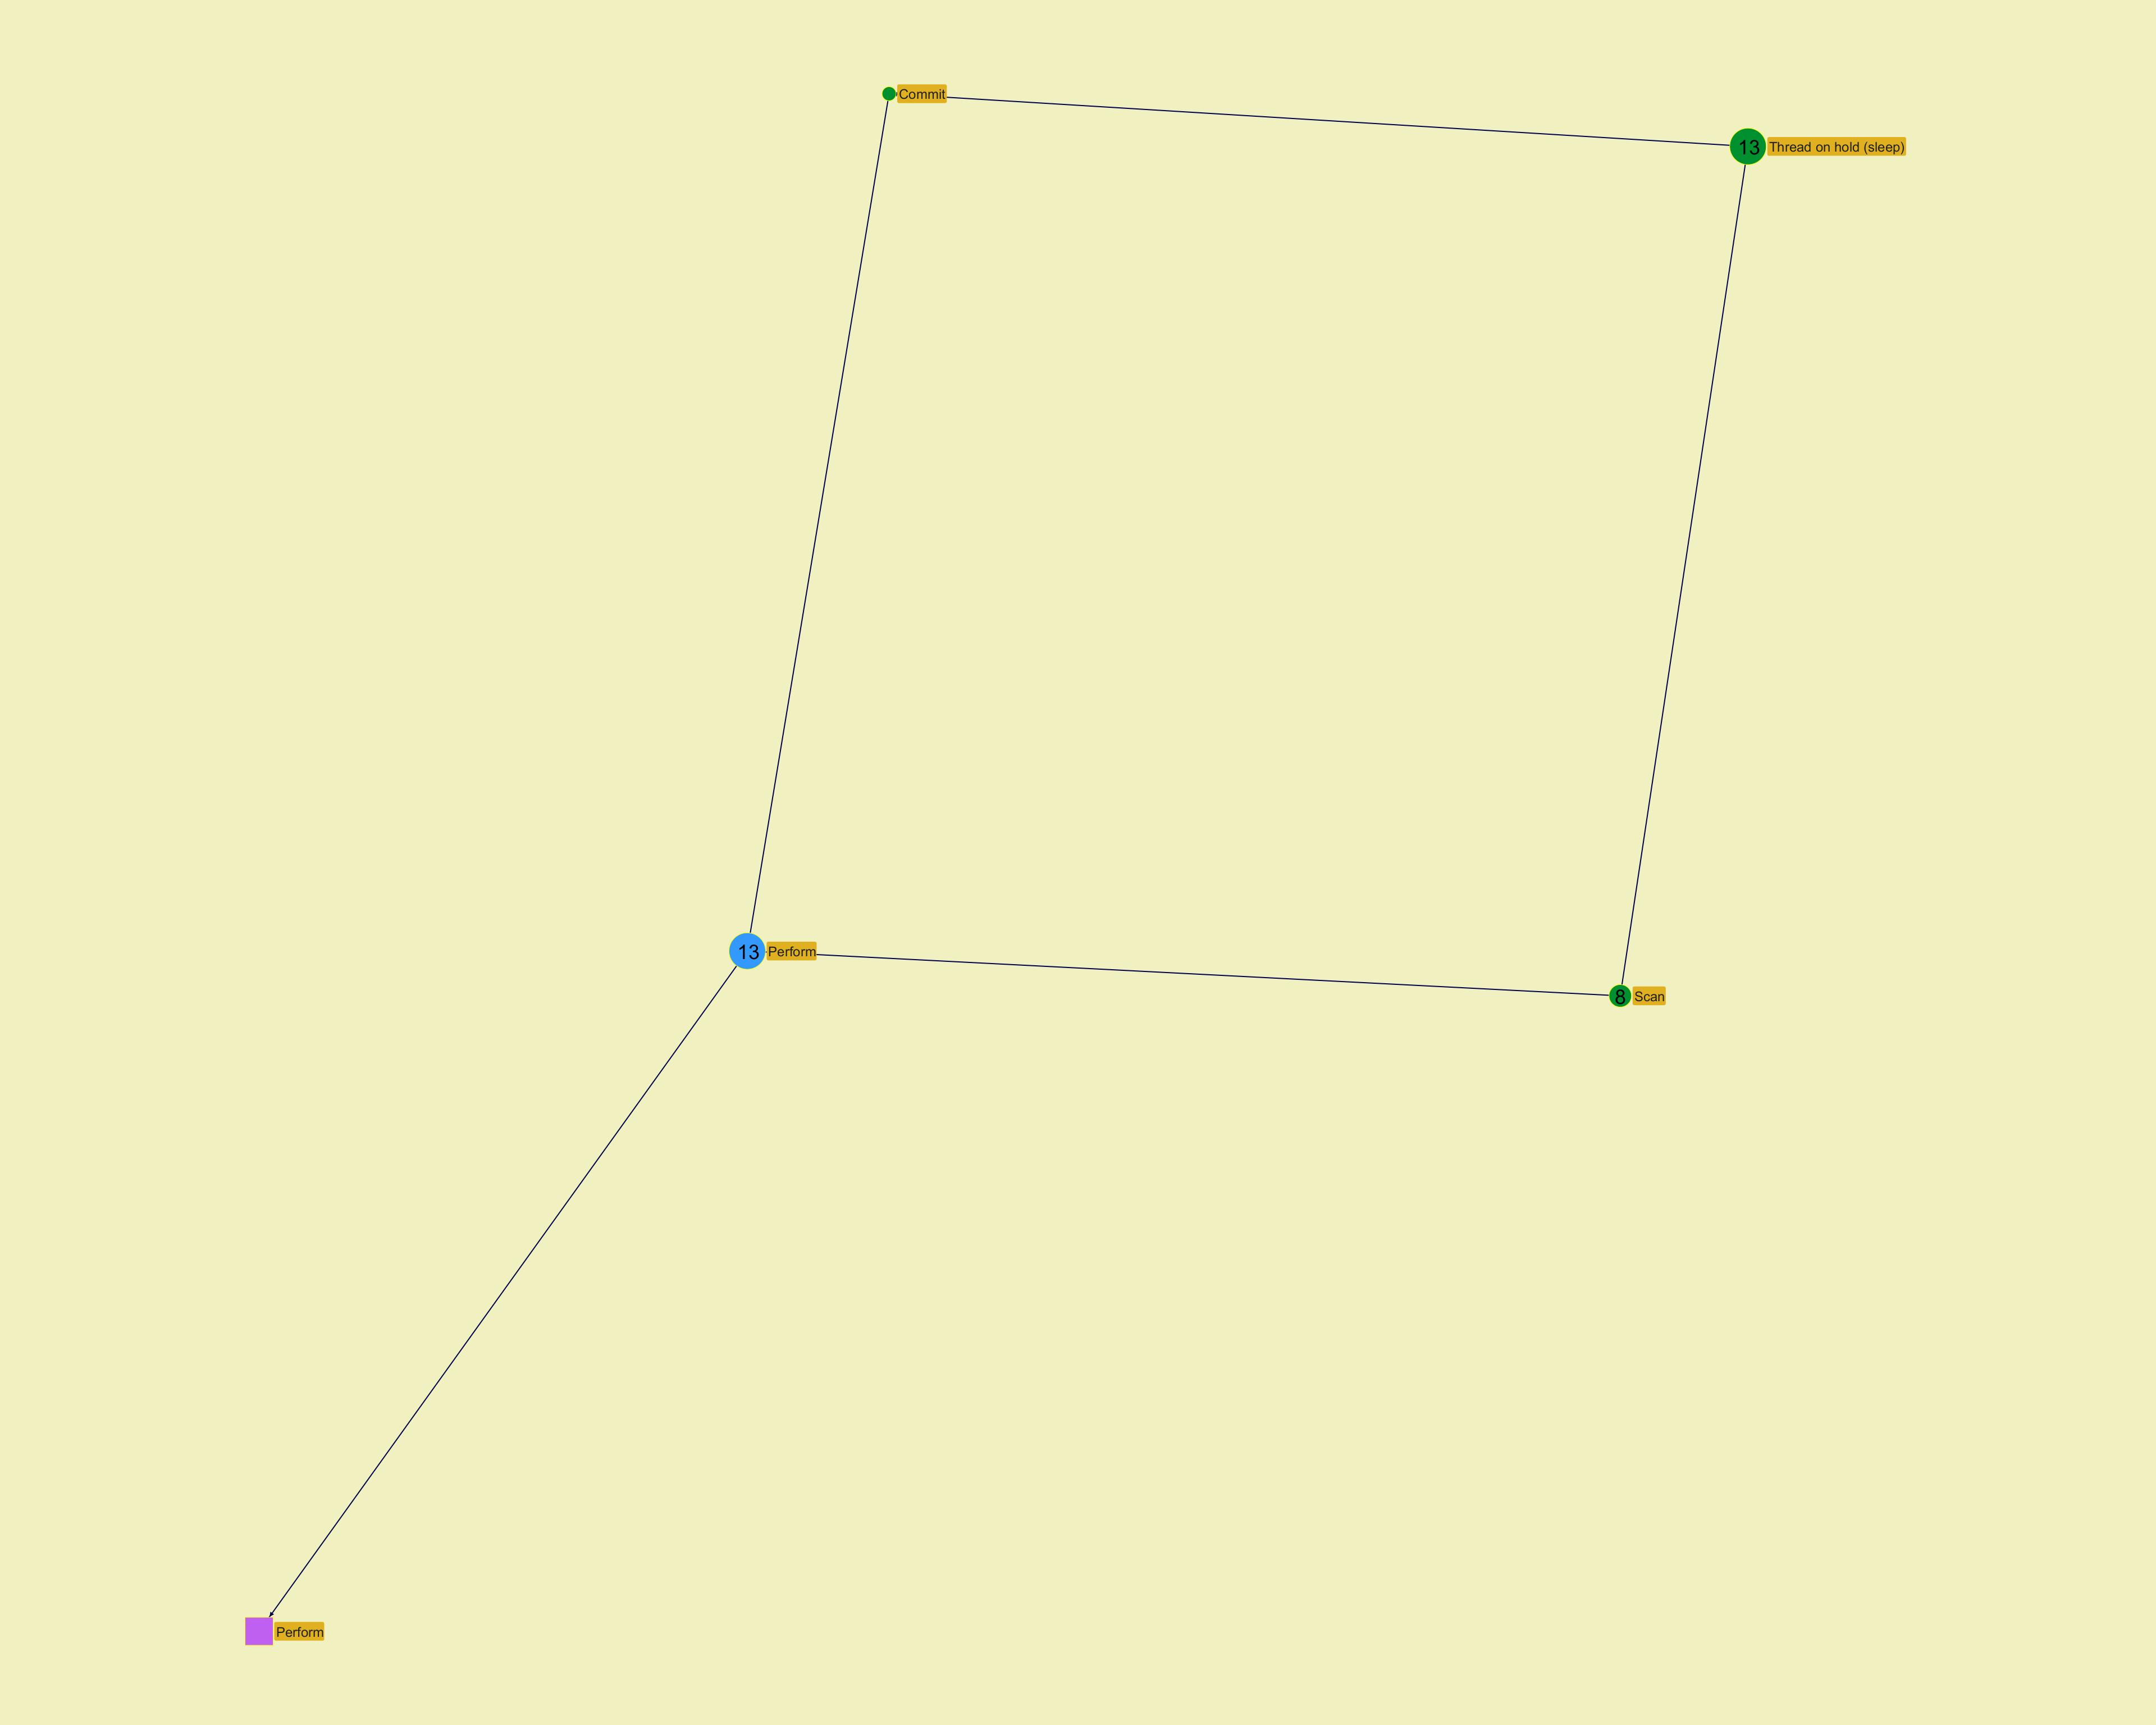 Commit
13 Thread on hold (sleep)
13 Perform
8 Scan
Perform